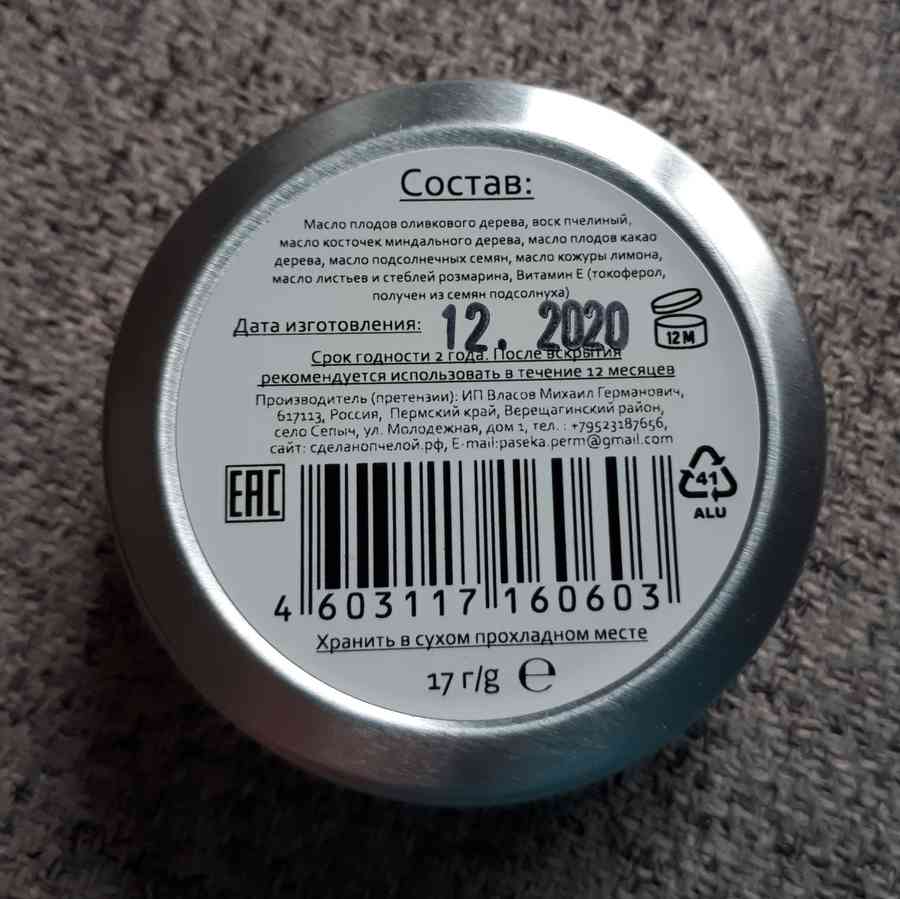 Состав:
Масло плодов оливкового дерева, воск пчелиный,
масло косточек миндального дерева, масло плодов какао
дерева, масло подсолнечных семян, масло кожуры лимона,
масло листьев и стеблей розмарина, Витамин Е (токоферол,
получен из семян подсолнуха)
Дата изготовления: 12. 2020 12M
Срок годности 2 года. После вскрытия
рекомендуется использовать в течение 12 месяцев
Производитель (претензии): ИП Власов Михаил Германович,
617113, Россия, Пермский край, Верещагинский район,
село Сепыч, ул. Молодежная, дом 1, тел. : +79523187656,
сайт: сделанопчелой.рф, E-mail:paseka.perm@gmail.com
EAC
41
ALU
4 603117 160603
Хранить в сухом прохладном месте
17 г/g ℮